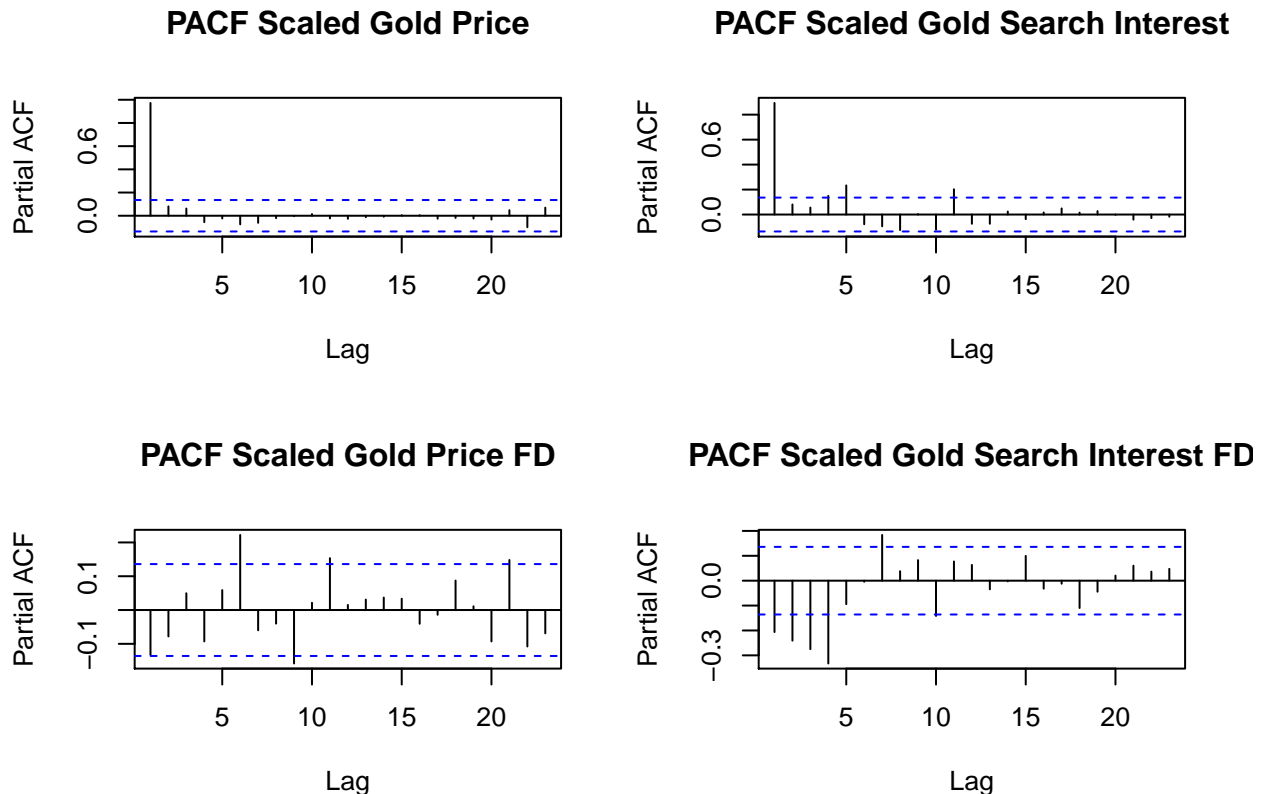 PACF Scaled Gold Price
Partial ACF
0.0 0.6
5 10 15 20
Lag
PACF Scaled Gold Search Interest
Partial ACF
0.0 0.6
5 10 15 20
Lag
PACF Scaled Gold Price FD
Partial ACF
−0.1 0.1
5 10 15 20
Lag
PACF Scaled Gold Search Interest FD
Partial ACF
−0.3 0.0
5 10 15 20
Lag